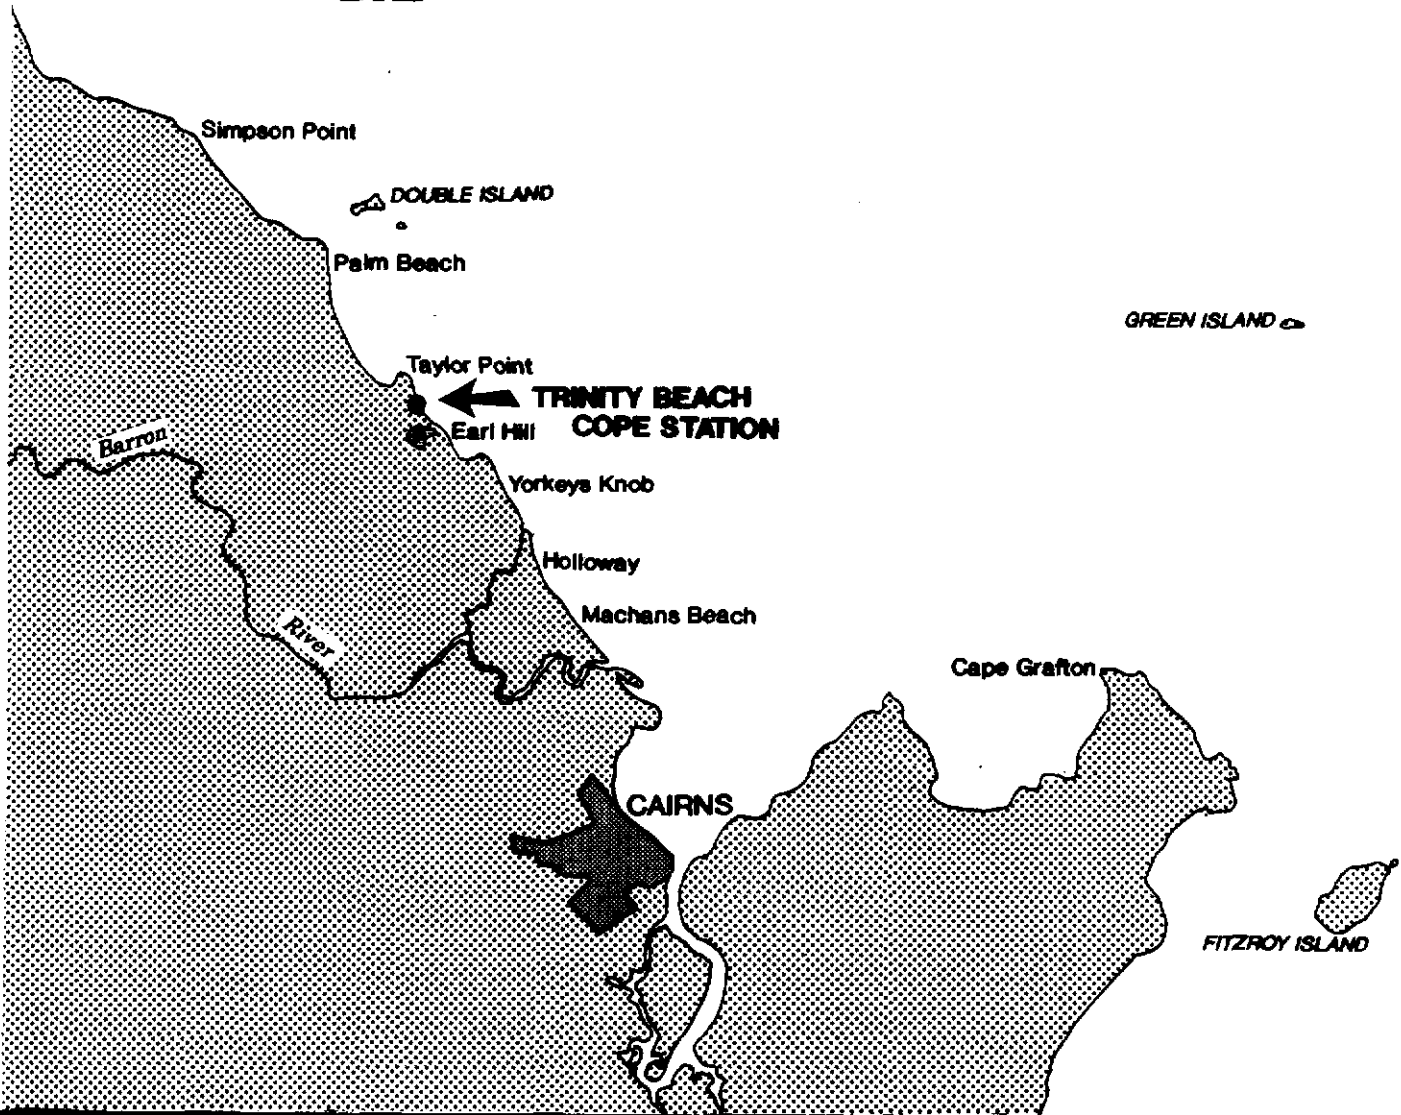 Simpson Point
DOUBLE ISLAND
Palm Beach
GREEN ISLAND
Taylor Point
TRINITY BEACH
COPE STATION
Earl Hill
Barron
Yorkeys Knob
Holloway
Machans Beach
River
Cape Grafton
CAIRNS
FITZROY ISLAND